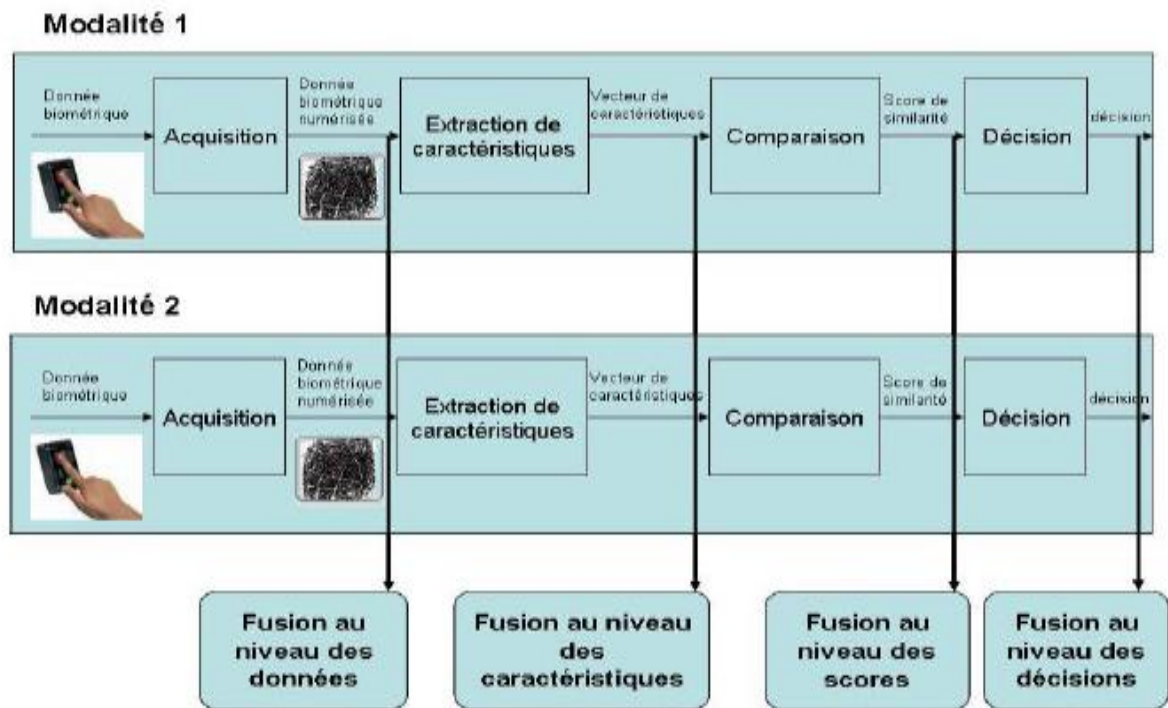 Modalité 1
Donnée
biométrique
Acquisition
Donnée
biométrique
numérisée
Extraction de
caractéristiques
Vecteur de
caractéristiques
Comparaison
Score de
similarité
Décision
décision
Modalité 2
Donnée
biométrique
Acquisition
Donnée
biométrique
numérisée
Extraction de
caractéristiques
Vecteur de
caractéristiques
Comparaison
Score de
similarité
Décision
décision
Fusion au
niveau des
données
Fusion au niveau
des
caractéristiques
Fusion au
niveau des
scores
Fusion au
niveau des
décisions